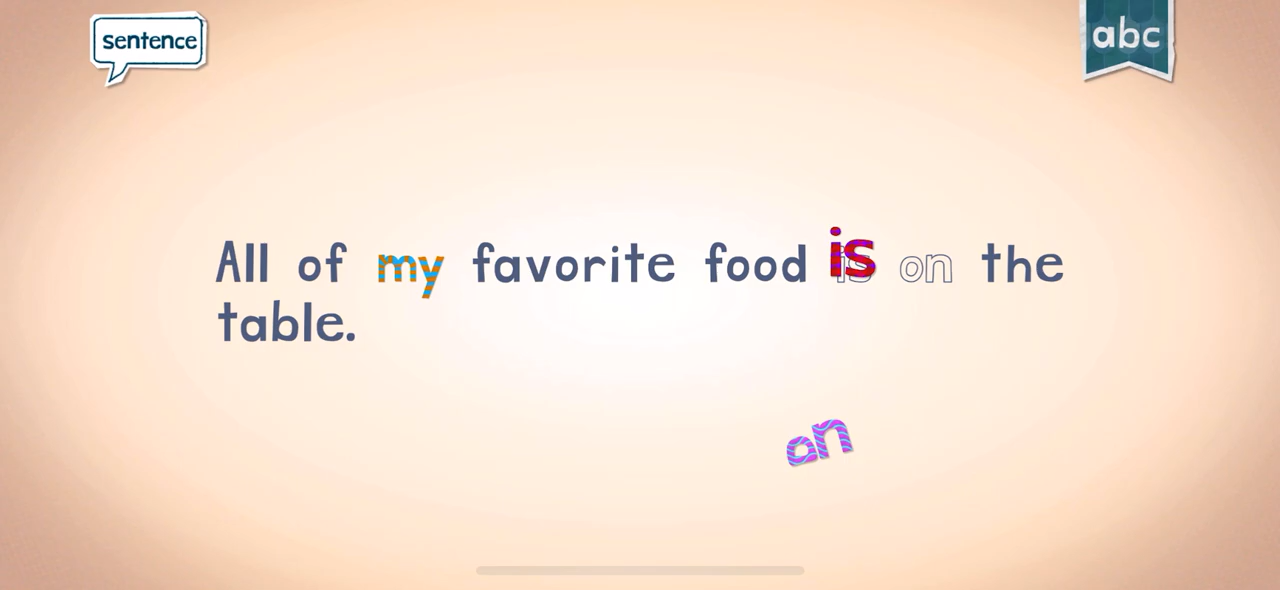 sentence
abc
All of my favorite food is on the
table.
on